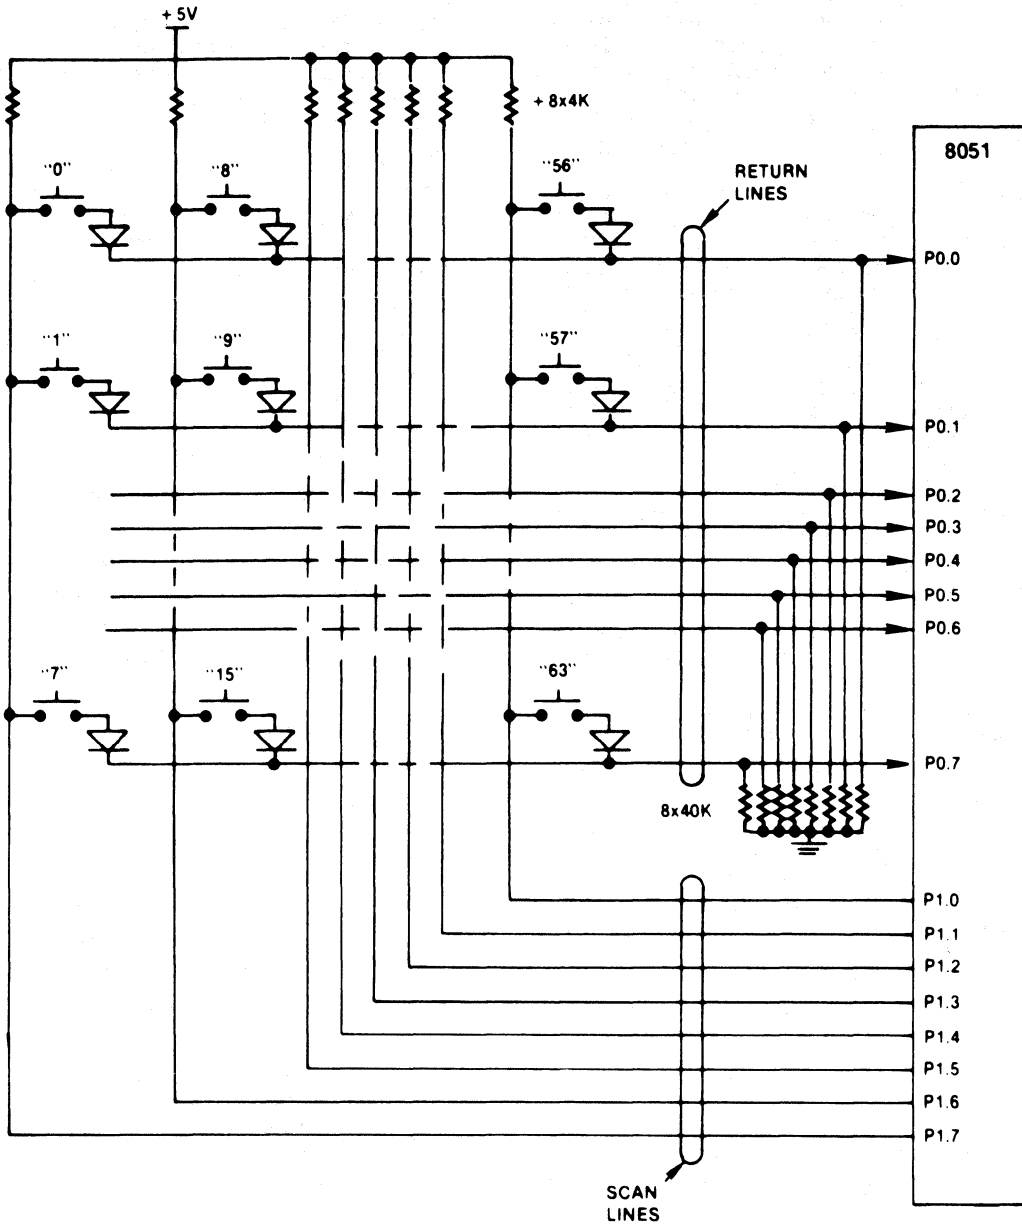 + 5V
+ 8x4K
8051
"0"
"8"
"56"
RETURN
LINES
P0.0
"1"
"9"
"57"
P0.1
P0.2
P0.3
P0.4
P0.5
P0.6
"7"
"15"
"63"
P0.7
8x40K
P1.0
P1.1
P1.2
P1.3
P1.4
P1.5
P1.6
P1.7
SCAN
LINES